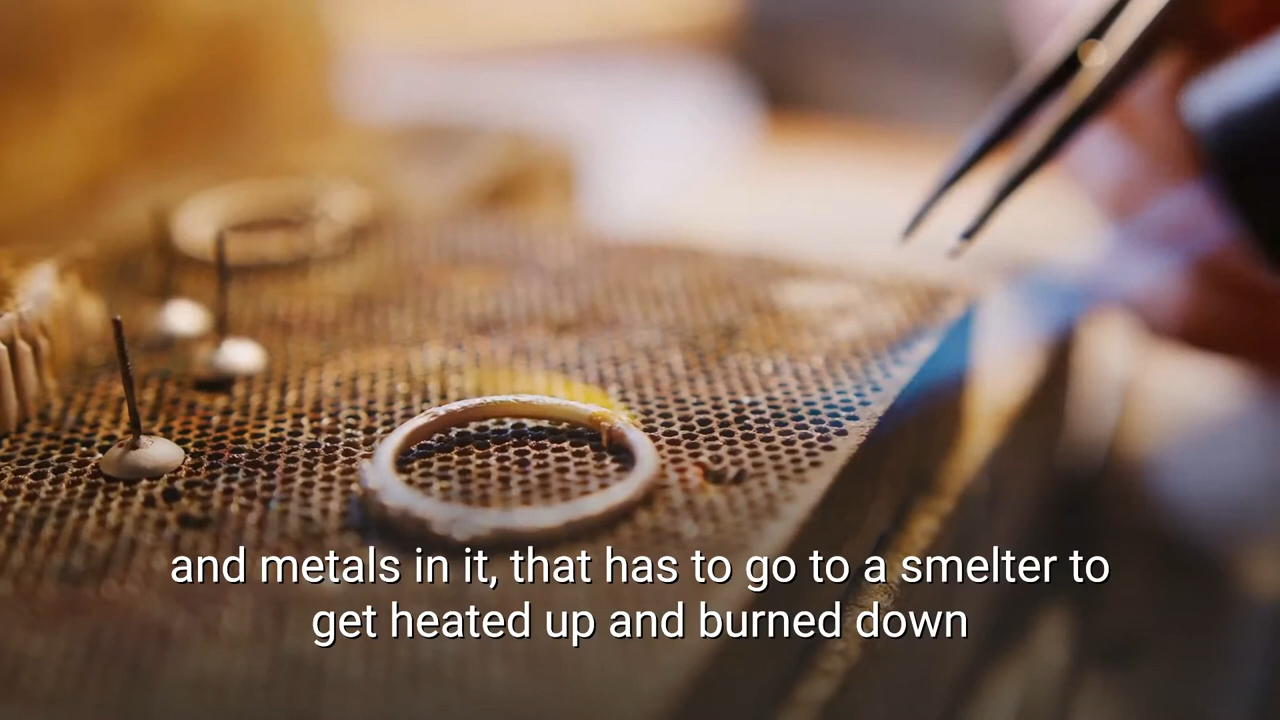 and metals in it, that has to go to a smelter to
get heated up and burned down